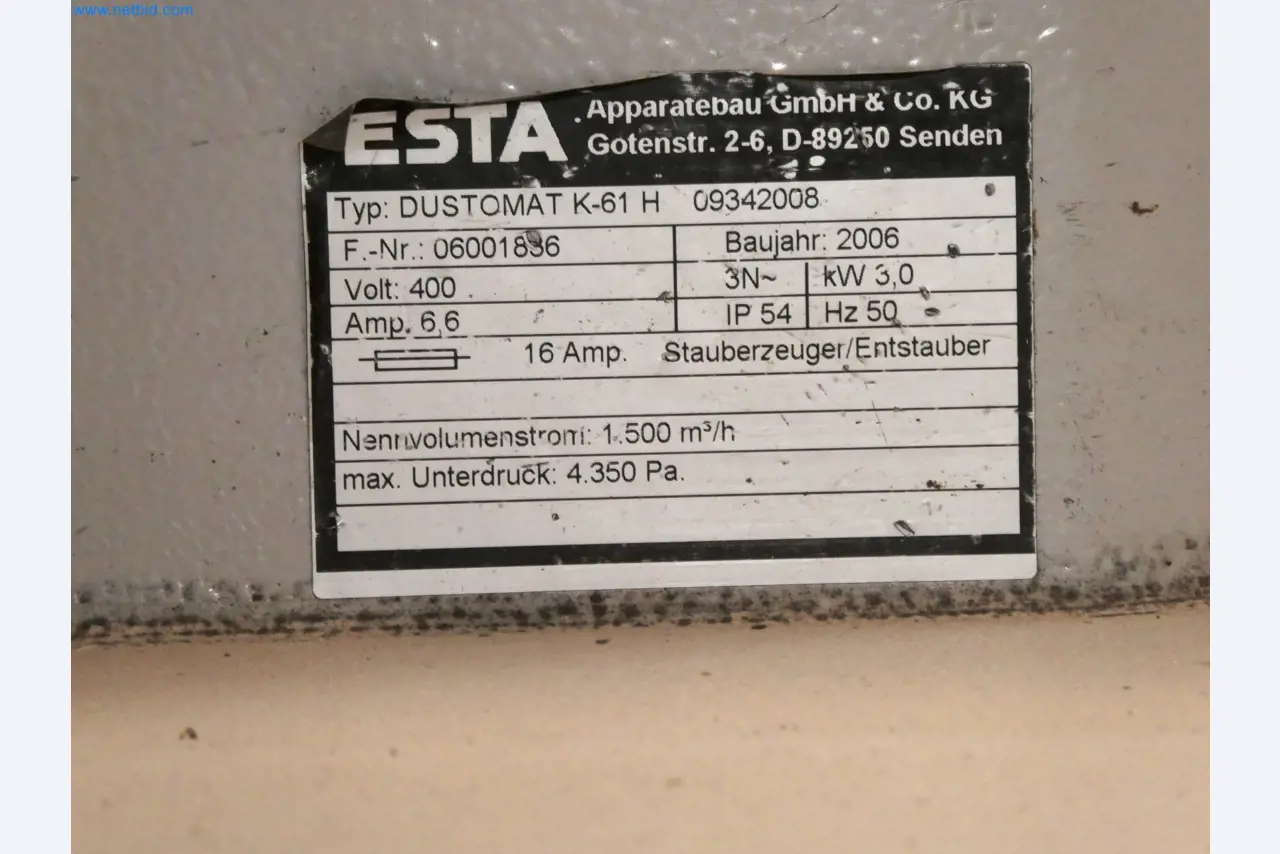 www.netbid.com
ESTA
. Apparatebau GmbH & Co. KG
Gotenstr. 2-6, D-89250 Senden
Typ: DUSTOMAT K-61 H 09342008
F.-Nr.: Baujahr: 2006
Volt: 400 3N~ kW 3,0
Amp. 6,6 IP 54 Hz 50
16 Amp. Stauberzeuger/Entstauber
Nennvolumenstrom: 1.500 m³/h
max. Unterdruck: 4.350 Pa.